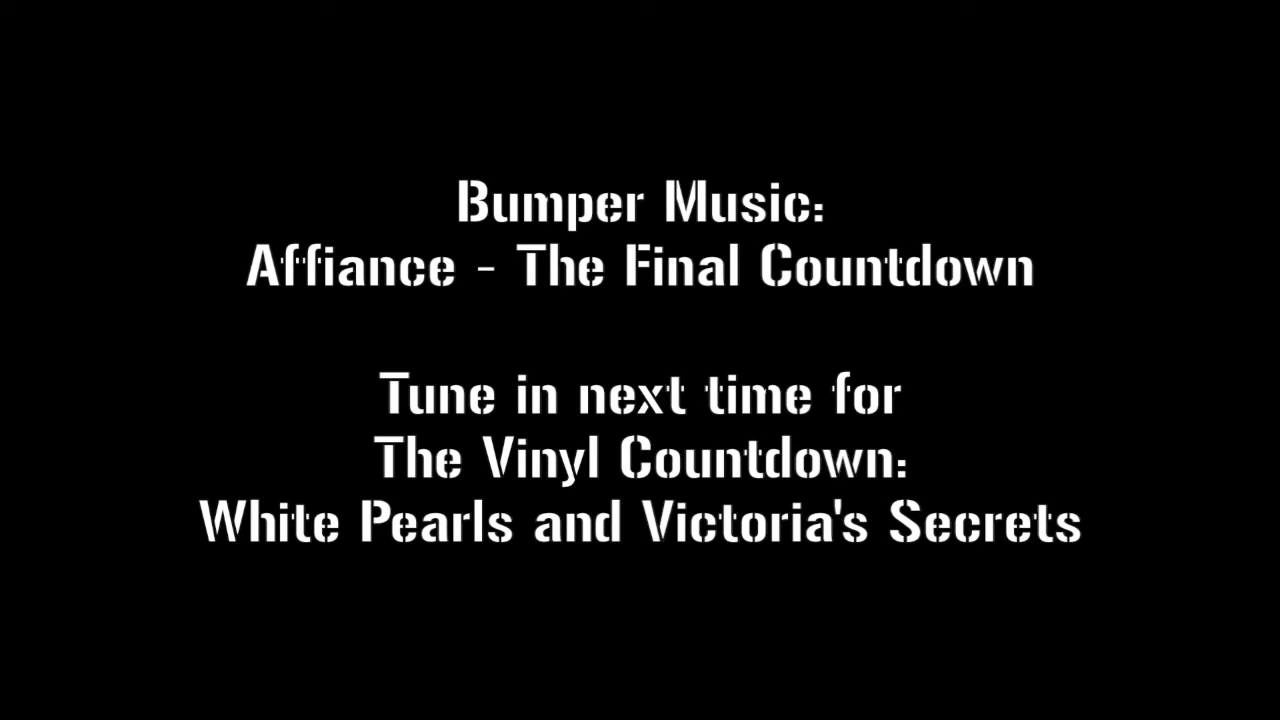 Bumper Music:
Affiance - The Final Countdown
Tune in next time for
The Vinyl Countdown:
White Pearls and Victoria's Secrets